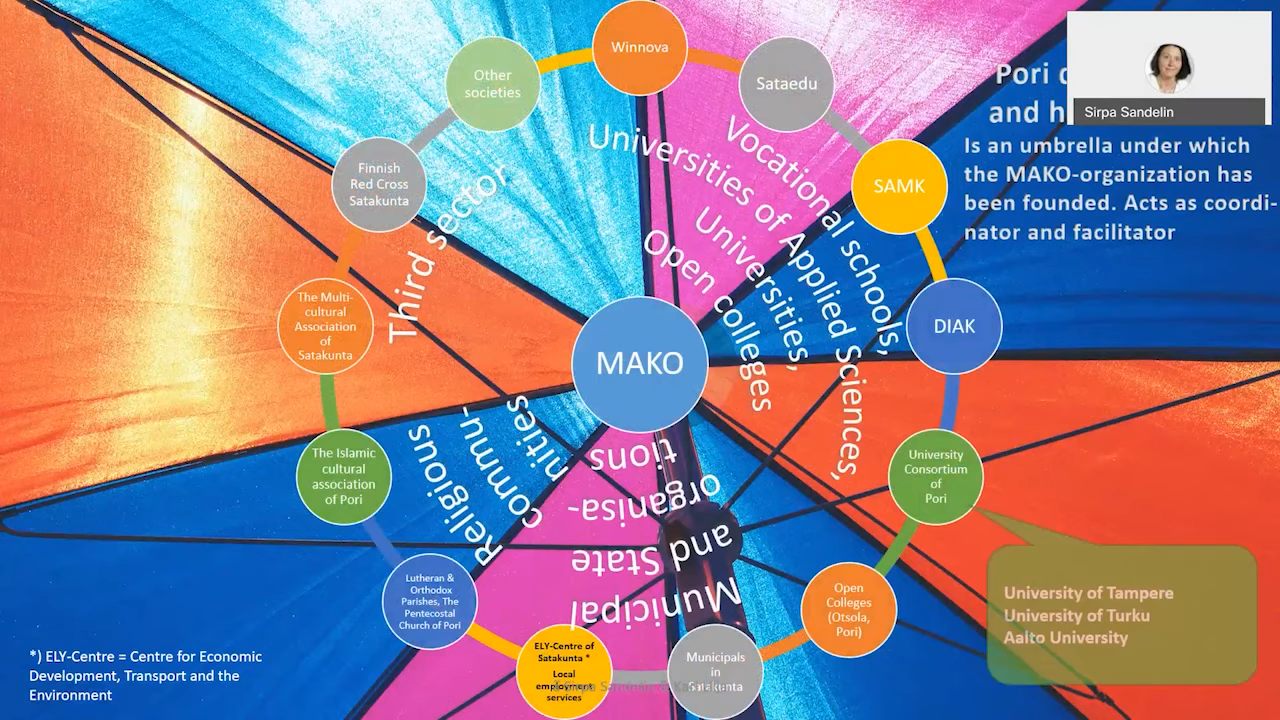 Winnova
Other
societies
Sataedu
Finnish
Red Cross
Satakunta
SAMK
Pori
and
Sirpa Sandelin
Is an umbrella under which
the MAKO-organization has
been founded. Acts as coordi-
nator and facilitator
Third sector
Vocational schools,
Universities of Applied Sciences,
Universities,
Open colleges
The Multi-
cultural
Association
of
Satakunta
DIAK
MAKO
The Islamic
cultural
association
of Pori
Religious
commu-
nities
University
Consortium
of
Pori
Municipal
and State
organisa-
tions
Lutheran &
Orthodox
Parishes, The
Pentecostal
Church of Pori
Open
Colleges
(Otsola,
Pori)
University of Tampere
University of Turku
Aalto University
ELY-Centre of
Satakunta *
Local
employment
services
Municipals
in
Satakunta
Sirpa Sandelin
*) ELY-Centre = Centre for Economic
Development, Transport and the
Environment